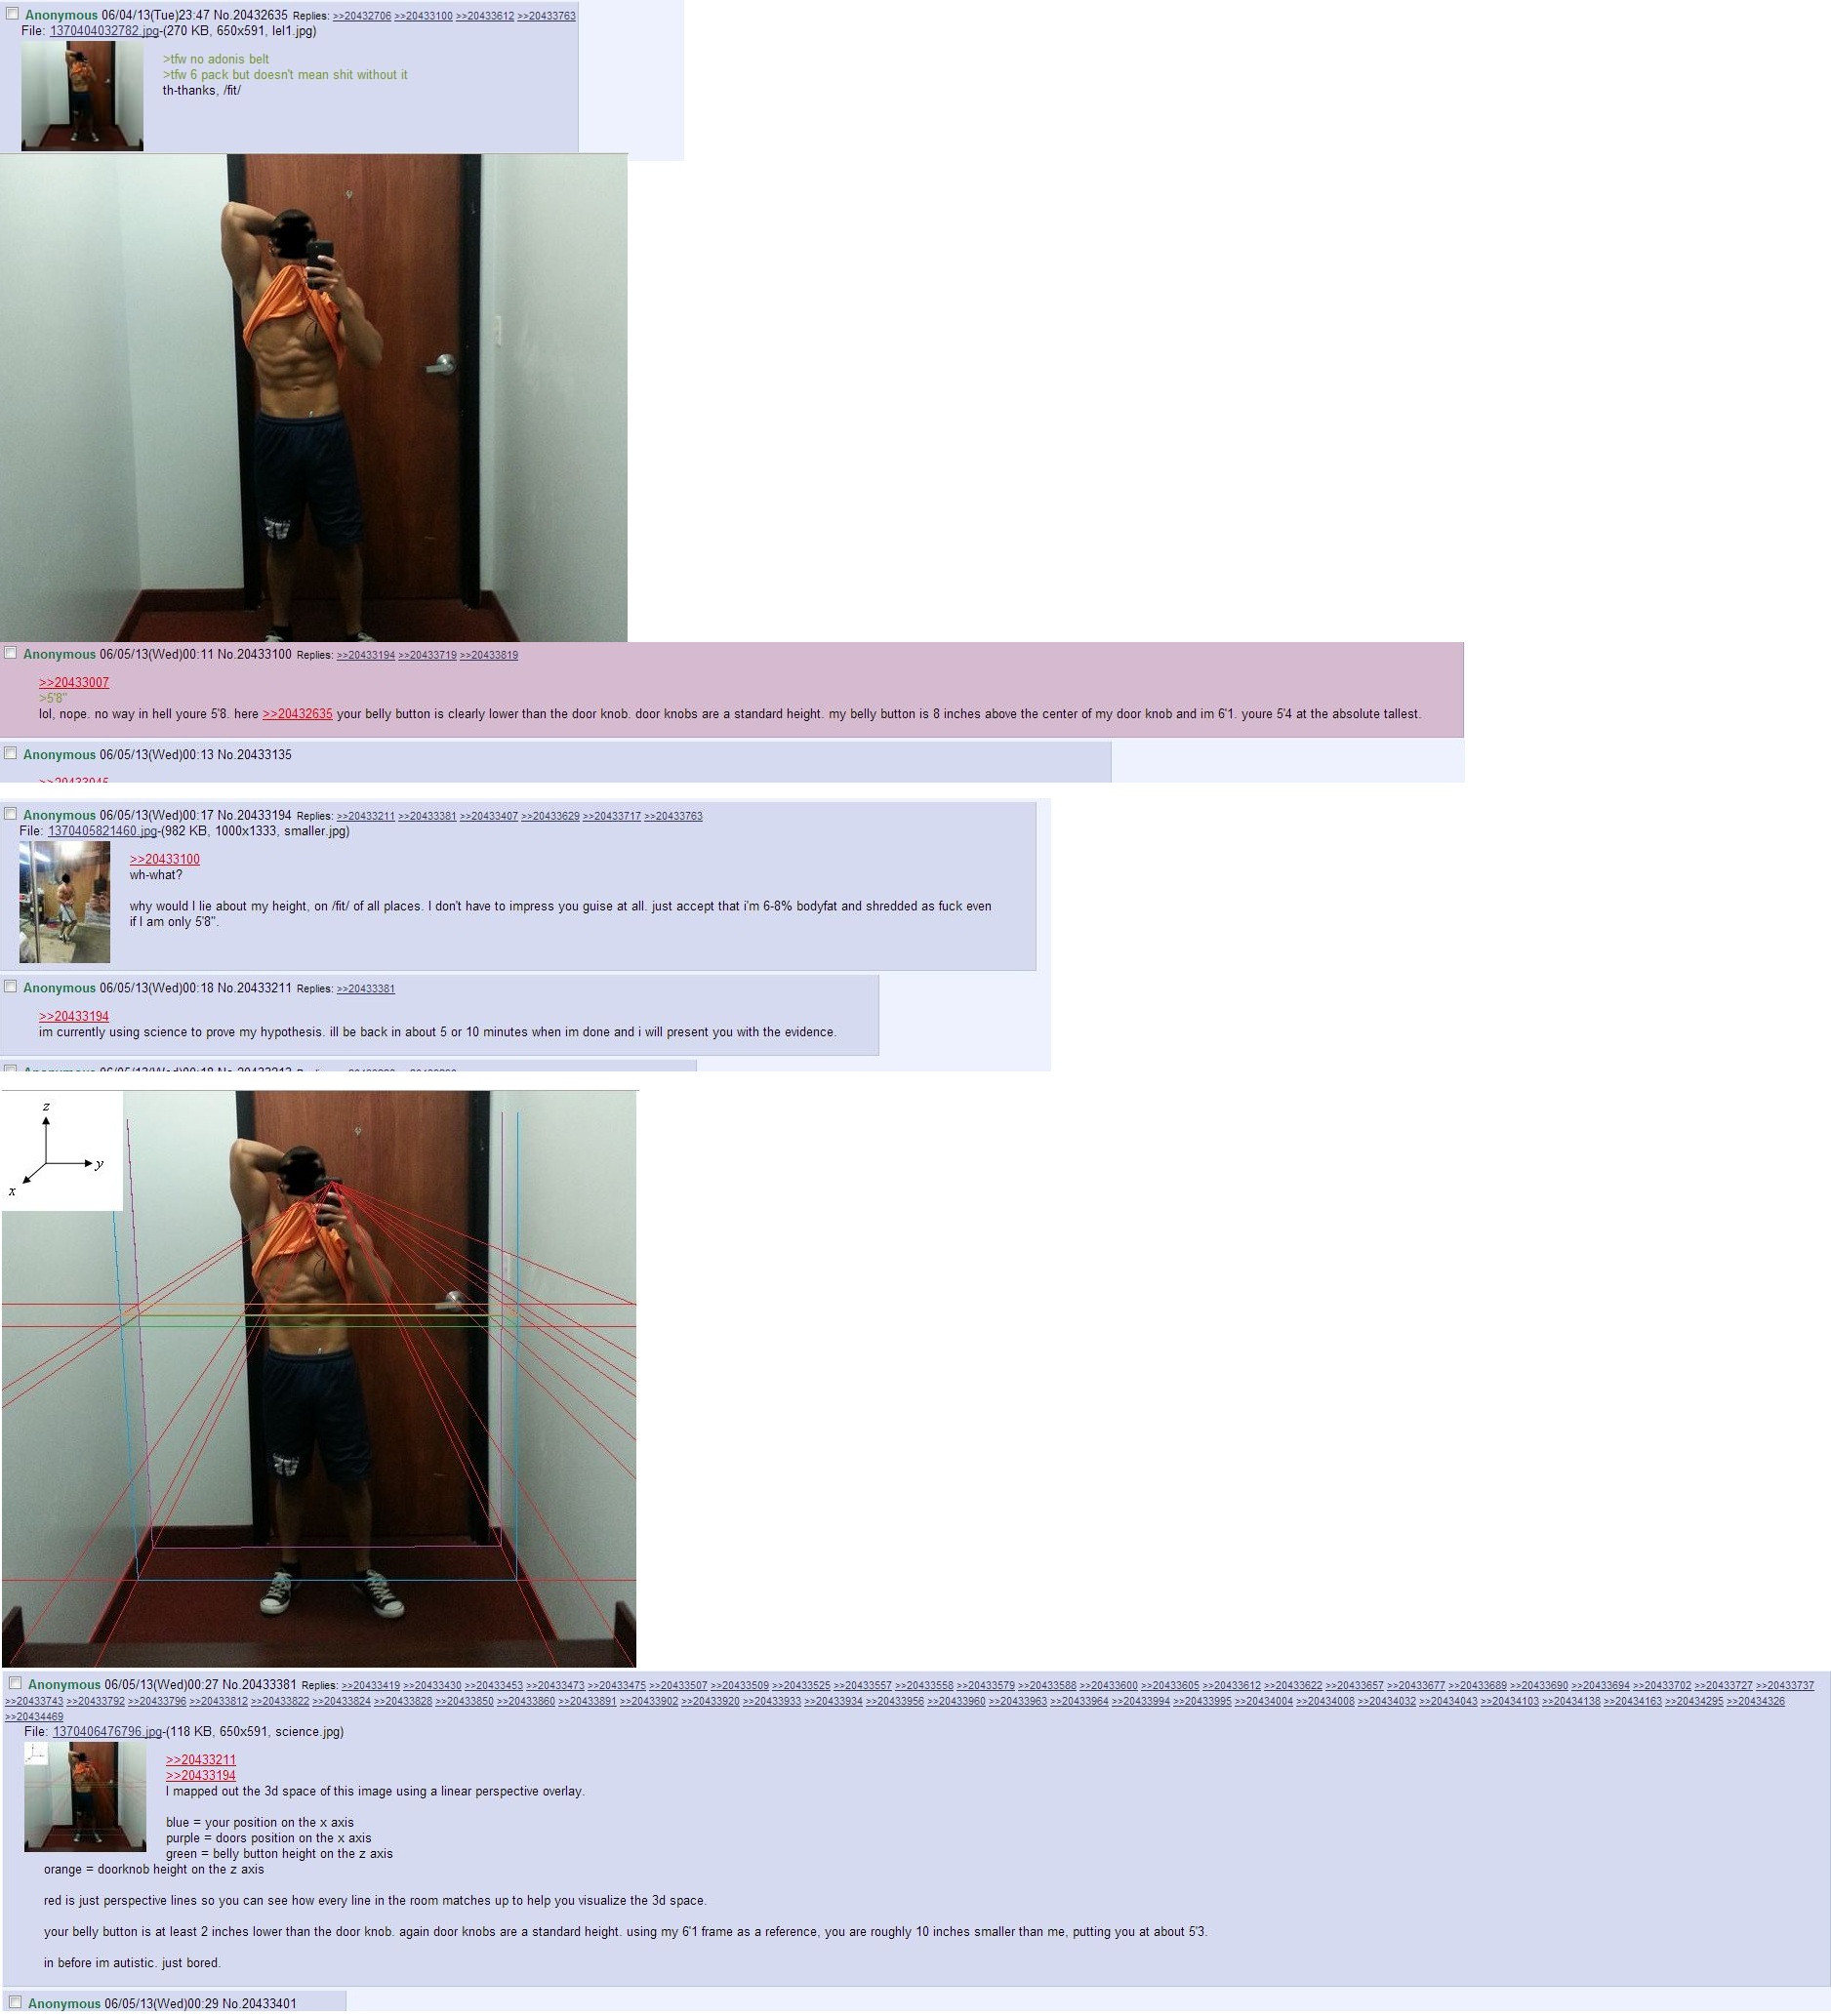 Anonymous 06/04/13(Tue)23:47 No.20432635 Replies: >>20432706 >>20433100 >>20433612 >>20433763
File: 1370404032782.jpg-(270 KB, 650x591, lel1.jpg)
>tfw no adonis belt
>tfw 6 pack but doesn't mean shit without it
th-thanks, /fit/
Anonymous 06/05/13(Wed)00:11 No.20433100 Replies: >>20433194 >>20433719 >>20433819
>>20433007
>5'8"
lol, nope. no way in hell youre 5'8. here >>20432635 your belly button is clearly lower than the door knob. door knobs are a standard height. my belly button is 8 inches above the center of my door knob and im 6'1. youre 5'4 at the absolute tallest.
Anonymous 06/05/13(Wed)00:13 No.20433135
Anonymous 06/05/13(Wed)00:17 No.20433194 Replies: >>20433211 >>20433381 >>20433407 >>20433629 >>20433717 >>20433763
File: 1370405821460.jpg-(982 KB, 1000x1333, smaller.jpg)
>>20433100
wh-what?
why would I lie about my height, on /fit/ of all places. I don't have to impress you guise at all. just accept that i'm 6-8% bodyfat and shredded as fuck even
if I am only 5'8".
Anonymous 06/05/13(Wed)00:18 No.20433211 Replies: >>20433381
>>20433194
im currently using science to prove my hypothesis. ill be back in about 5 or 10 minutes when im done and i will present you with the evidence.
Anonymous 06/05/13(Wed)00:18 No.20433213
z
y
x
Anonymous 06/05/13(Wed)00:27 No.20433381 Replies: >>20433419 >>20433430 >>20433453 >>20433473 >>20433475 >>20433507 >>20433509 >>20433525 >>20433557 >>20433558 >>20433579 >>20433588 >>20433600 >>20433605 >>20433612 >>20433622 >>20433657 >>20433677 >>20433689 >>20433690 >>20433694 >>20433702 >>20433727 >>20433737
>>20433743 >>20433792 >>20433796 >>20433812 >>20433822 >>20433824 >>20433828 >>20433850 >>20433860 >>20433891 >>20433902 >>20433920 >>20433933 >>20433934 >>20433956 >>20433960 >>20433963 >>20433964 >>20433994 >>20433995 >>20434004 >>20434008 >>20434032 >>20434043 >>20434103 >>20434138 >>20434163 >>20434295 >>20434326
>>20434469
File: 1370406476796.jpg-(118 KB, 650x591, science.jpg)
>>20433211
>>20433194
I mapped out the 3d space of this image using a linear perspective overlay.
blue = your position on the x axis
purple = doors position on the x axis
green = belly button height on the z axis
orange = doorknob height on the z axis
red is just perspective lines so you can see how every line in the room matches up to help you visualize the 3d space.
your belly button is at least 2 inches lower than the door knob. again door knobs are a standard height. using my 6'1 frame as a reference, you are roughly 10 inches smaller than me, putting you at about 5'3.
in before im autistic. just bored.
Anonymous 06/05/13(Wed)00:29 No.20433401